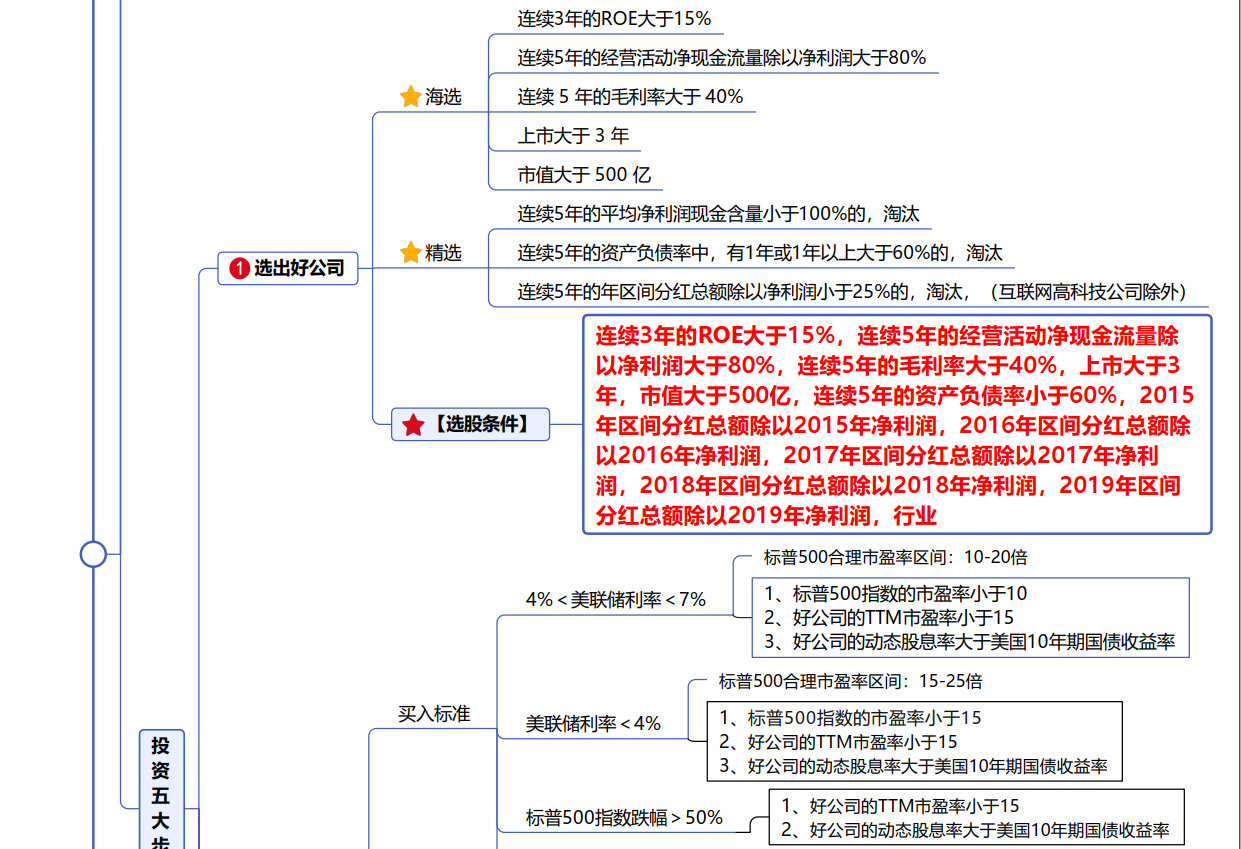 连续3年的ROE大于15%
连续5年的经营活动净现金流量除以净利润大于80%
海选
连续 5 年的毛利率大于 40%
上市大于 3 年
市值大于 500 亿
连续5年的平均净利润现金含量小于100%的，淘汰
精选
连续5年的资产负债率中，有1年或1年以上大于60%的，淘汰
1 选出好公司
连续5年的年区间分红总额除以净利润小于25%的，淘汰，（互联网高科技公司除外）
【选股条件】
连续3年的ROE大于15%，连续5年的经营活动净现金流量除
以净利润大于80%，连续5年的毛利率大于40%，上市大于3
年，市值大于500亿，连续5年的资产负债率小于60%，2015
年区间分红总额除以2015年净利润，2016年区间分红总额除
以2016年净利润，2017年区间分红总额除以2017年净利
润，2018年区间分红总额除以2018年净利润，2019年区间
分红总额除以2019年净利润，行业
标普500合理市盈率区间：10-20倍
4%＜美联储利率＜7%
1、标普500指数的市盈率小于10
2、好公司的TTM市盈率小于15
3、好公司的动态股息率大于美国10年期国债收益率
标普500合理市盈率区间：15-25倍
买入标准
美联储利率＜4%
1、标普500指数的市盈率小于15
2、好公司的TTM市盈率小于15
3、好公司的动态股息率大于美国10年期国债收益率
标普500指数跌幅＞50%
1、好公司的TTM市盈率小于15
2、好公司的动态股息率大于美国10年期国债收益率
投
资
五
大
步